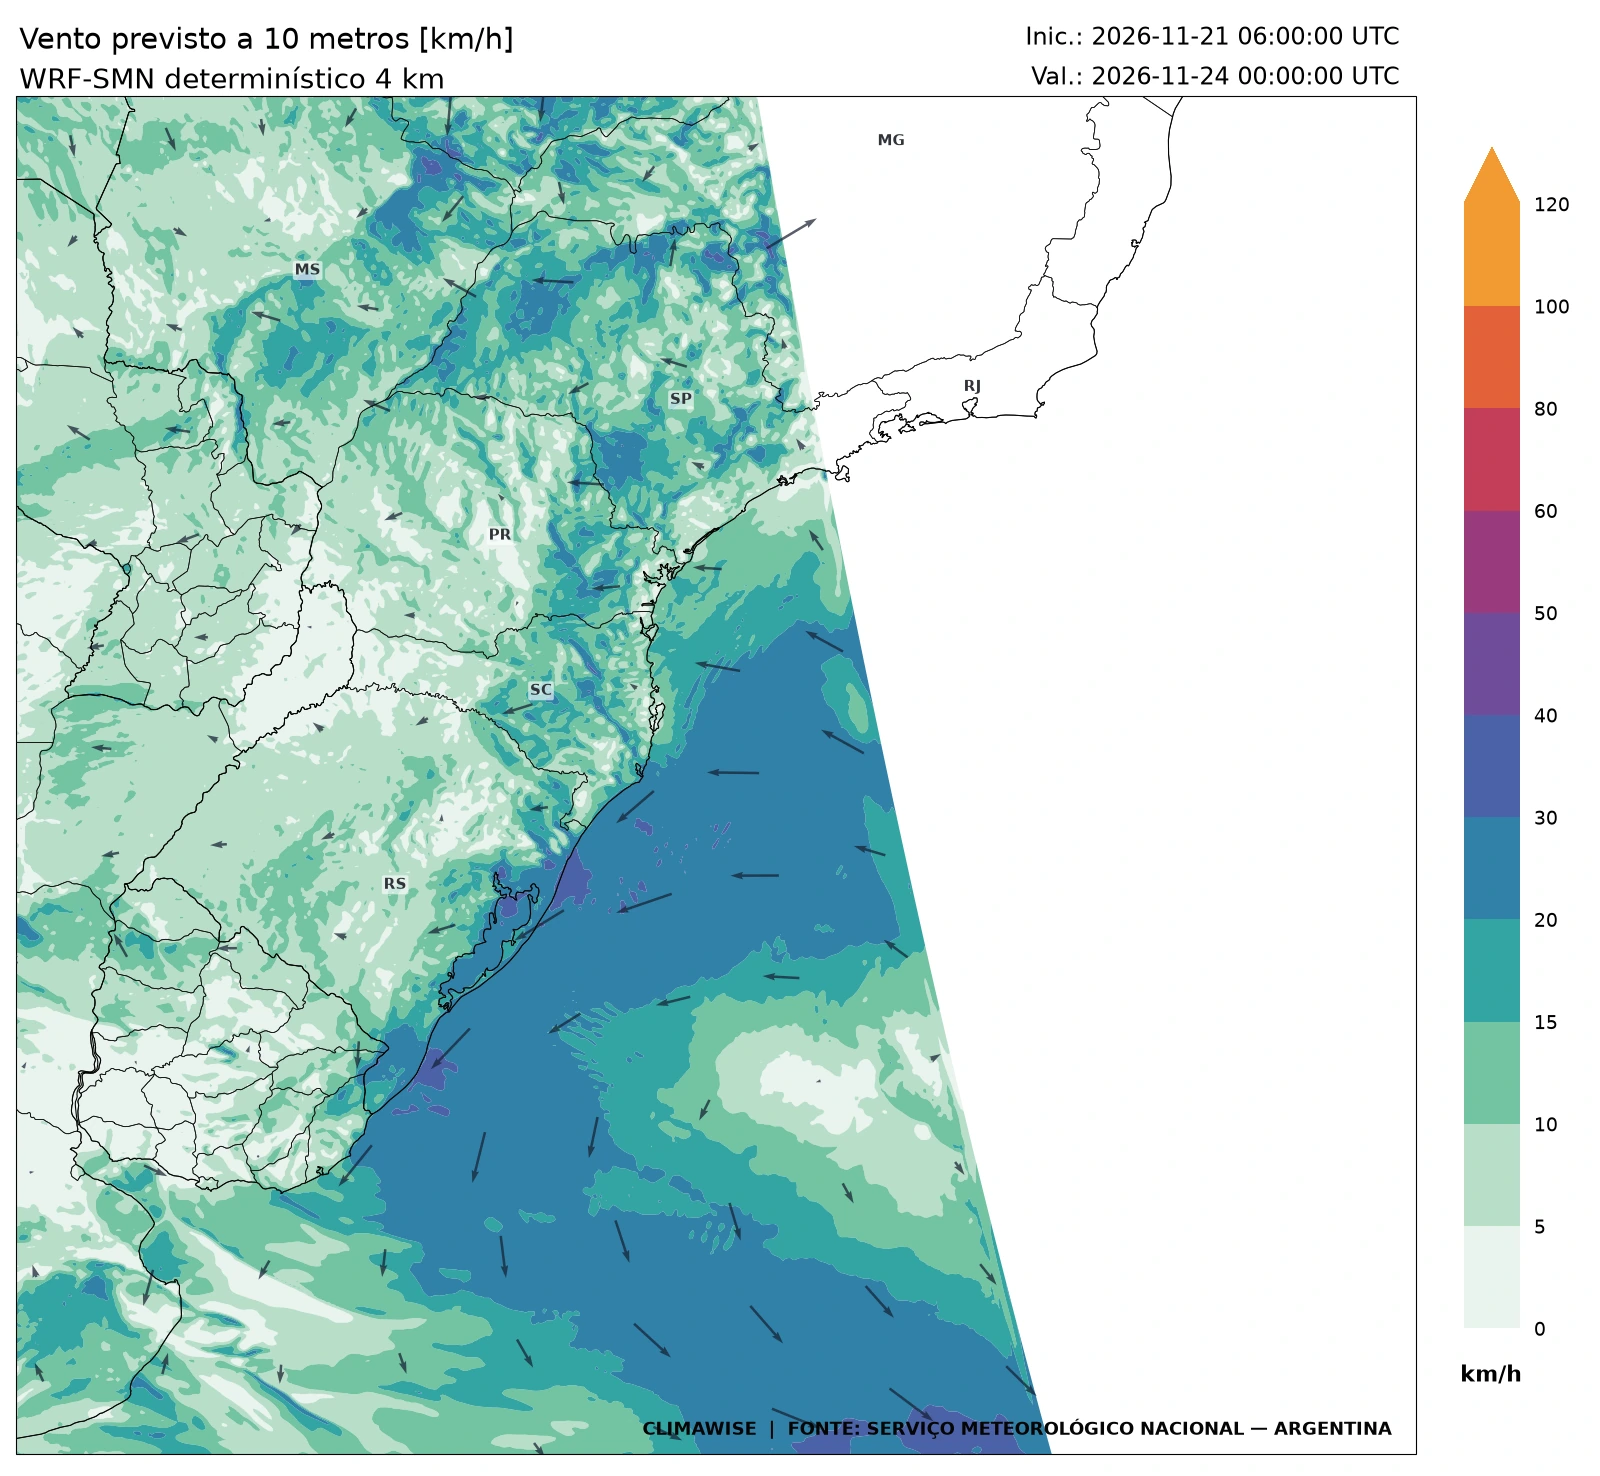 Vento previsto a 10 metros [km/h]
WRF-SMN determinístico 4 km
Inic.: 2026-11-21 06:00:00 UTC
Val.: 2026-11-24 00:00:00 UTC
MG
MS
RJ
SP
PR
SC
RS
120
100
80
60
50
40
30
20
15
10
5
0
km/h
CLIMAWISE | FONTE: SERVIÇO METEOROLÓGICO NACIONAL — ARGENTINA